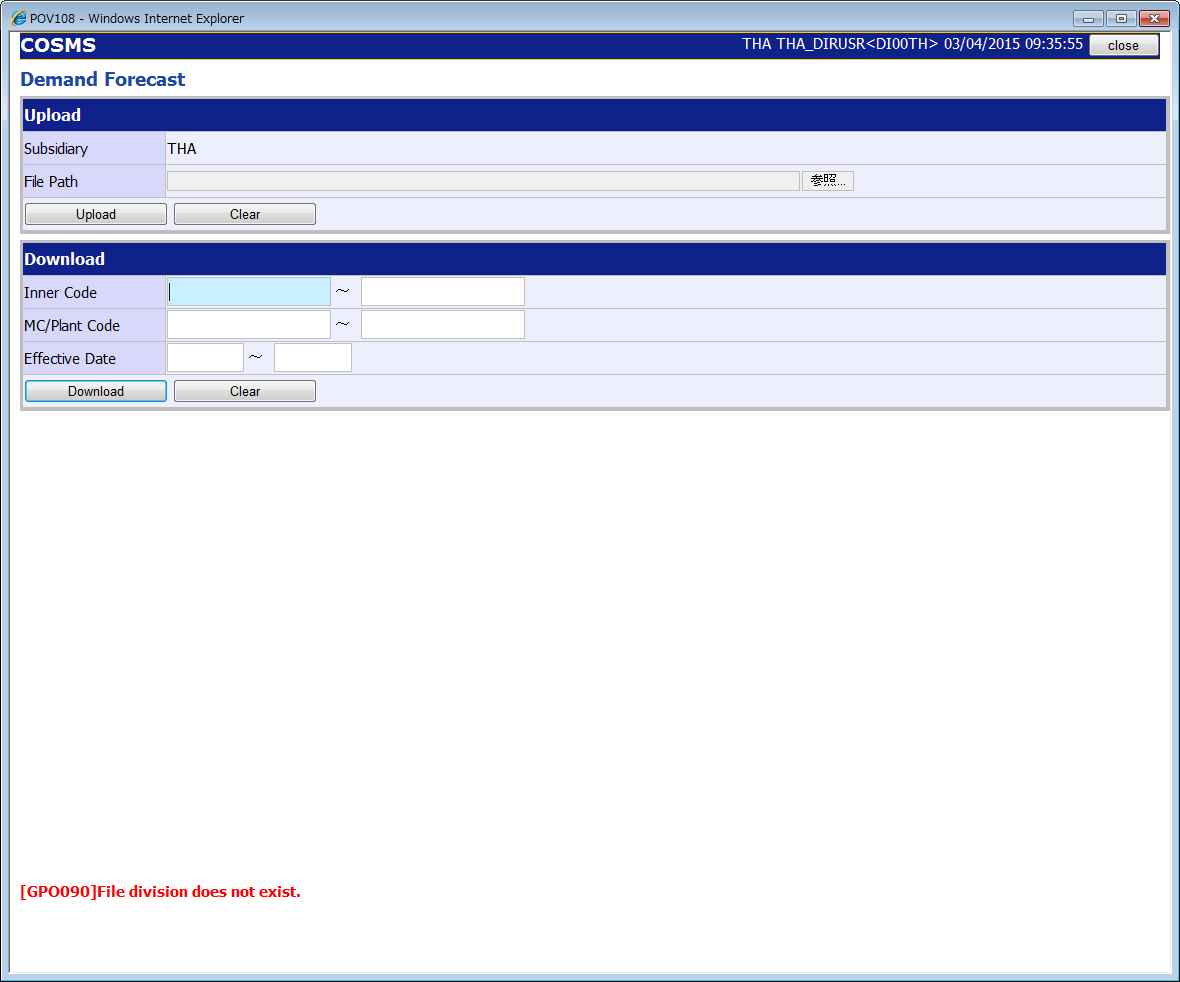 POV108 - Windows Internet Explorer
COSMS THA THA_DIRUSR<DI00TH> 03/04/2015 09:35:55 close
Demand Forecast
Upload
Subsidiary THA
File Path 参照...
Upload Clear
Download
Inner Code ～
MC/Plant Code ～
Effective Date ～
Download Clear
[GPO090]File division does not exist.